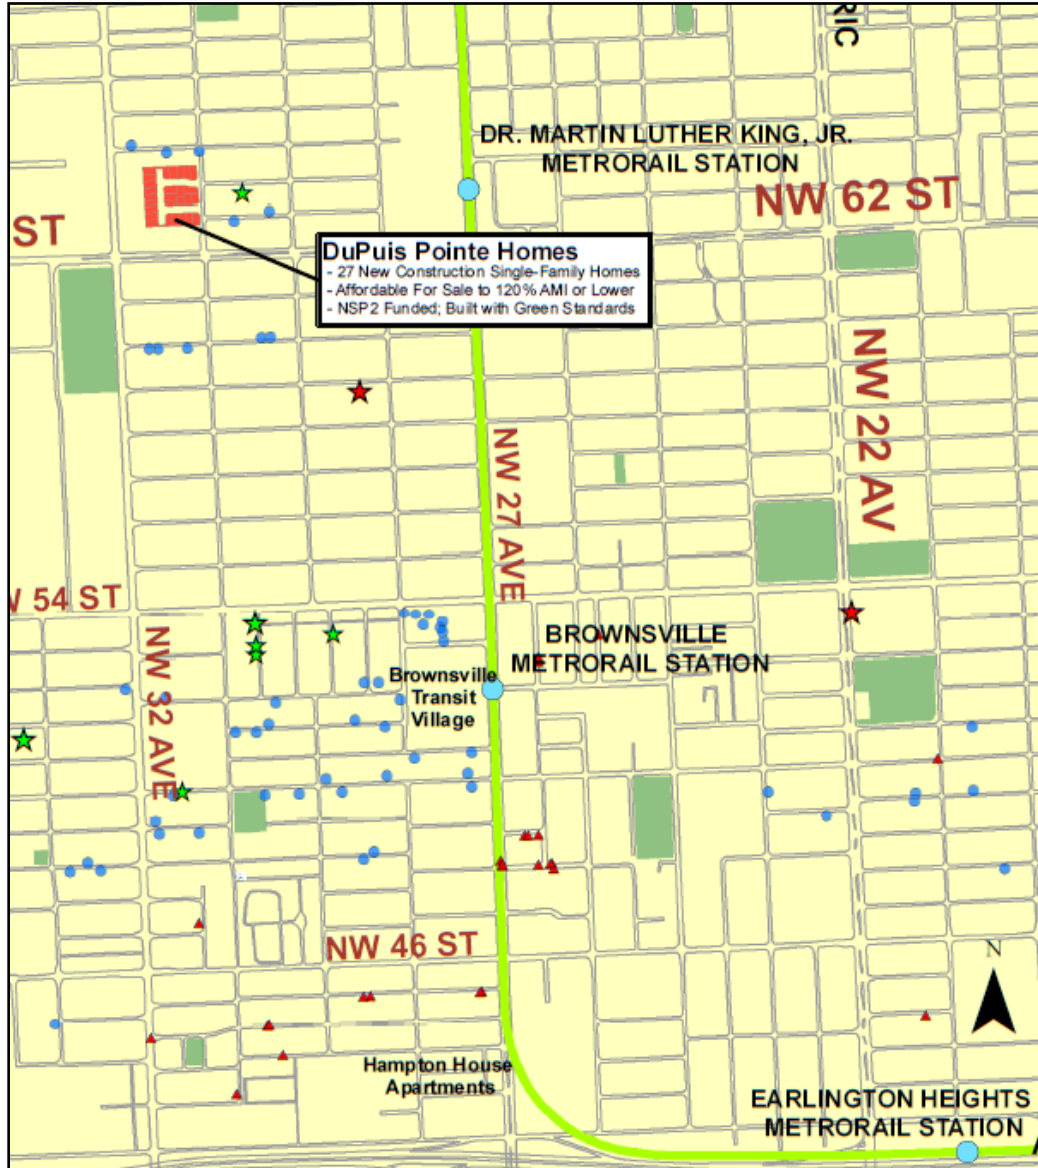 RIC
DR. MARTIN LUTHER KING, JR.
METRORAIL STATION
NW 62 ST
ST
DuPuis Pointe Homes
- 27 New Construction Single-Family Homes
- Affordable For Sale to 120% AMI or Lower
- NSP2 Funded; Built with Green Standards
NW 22 AV
NW 27 AVE
W 54 ST
NW 32 AVE
BROWNSVILLE
METRORAIL STATION
Brownsville
Transit
Village
NW 46 ST
N
Hampton House
Apartments
EARLINGTON HEIGHTS
METRORAIL STATION